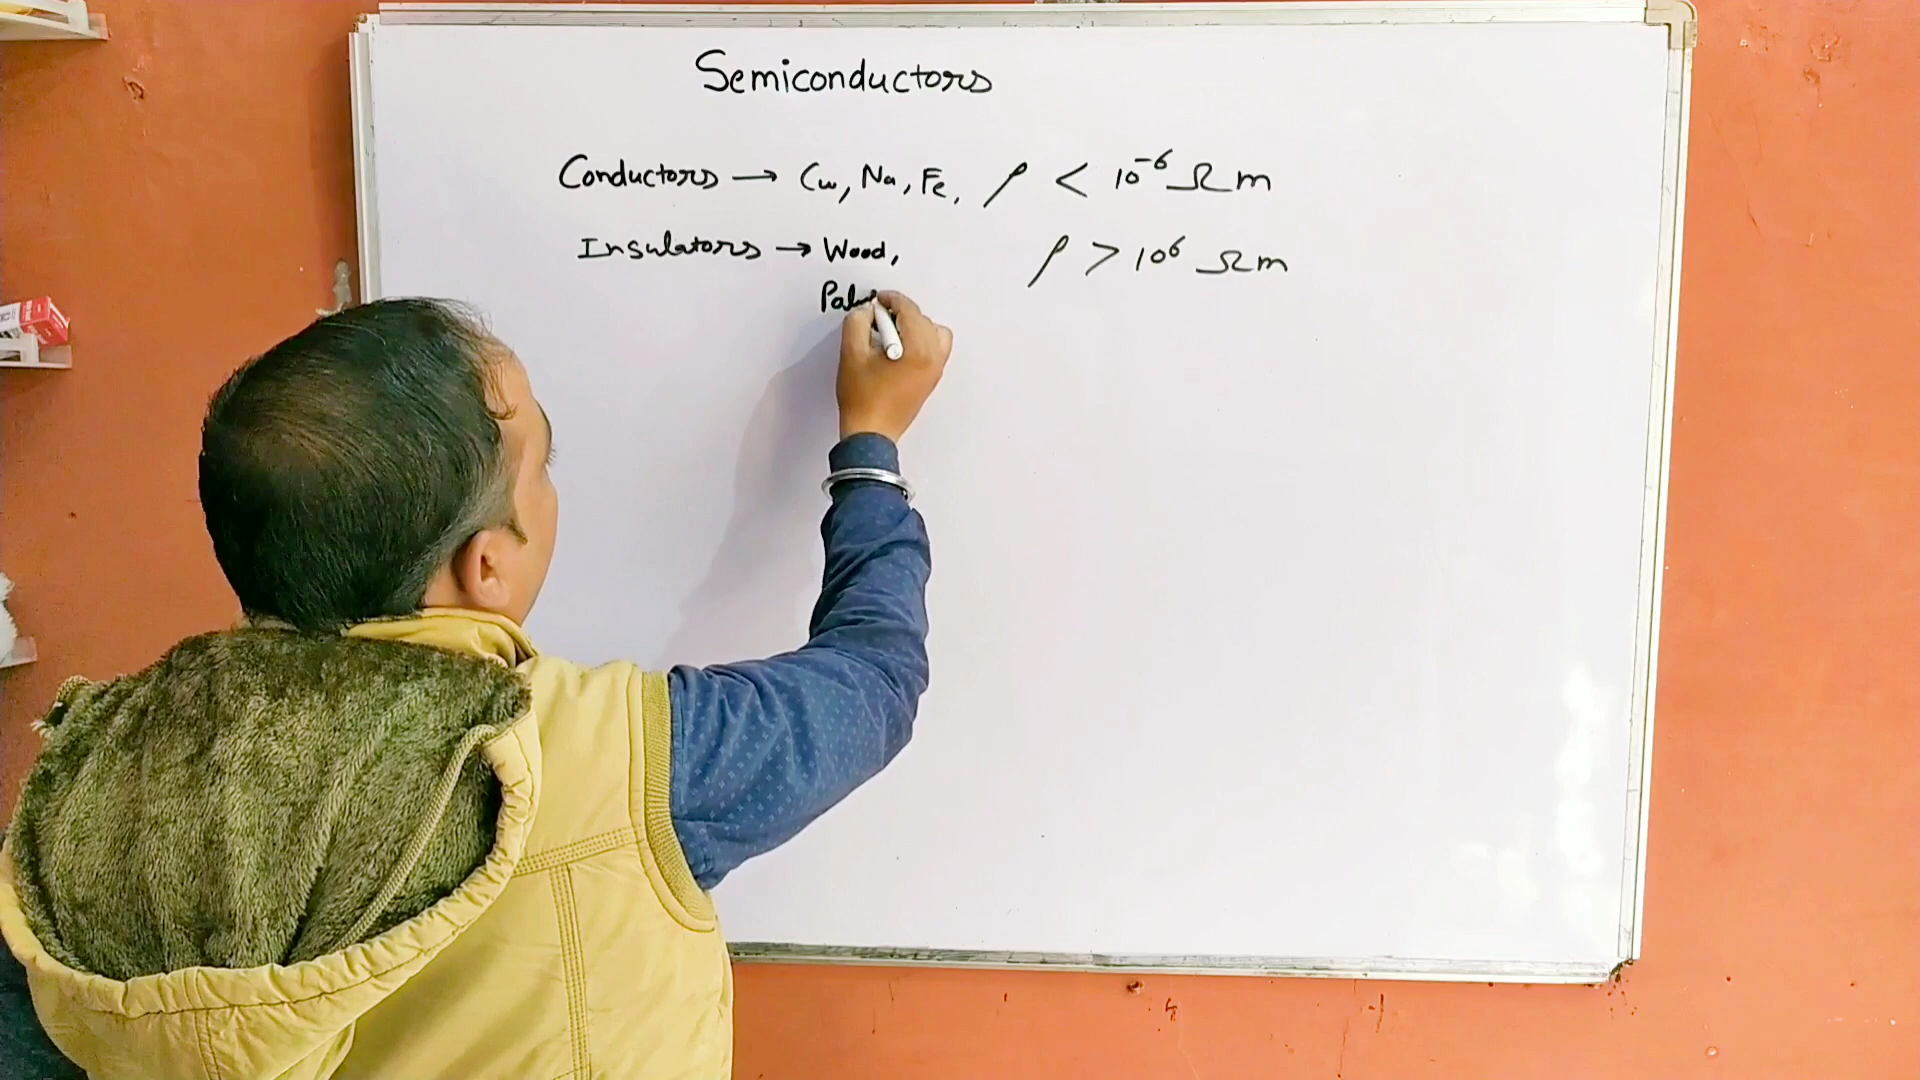 Semiconductors
Conductors → Cu, Na, Fe, ρ < 10⁻⁶ Ωm
Insulators → Wood, ρ > 10⁶ Ωm